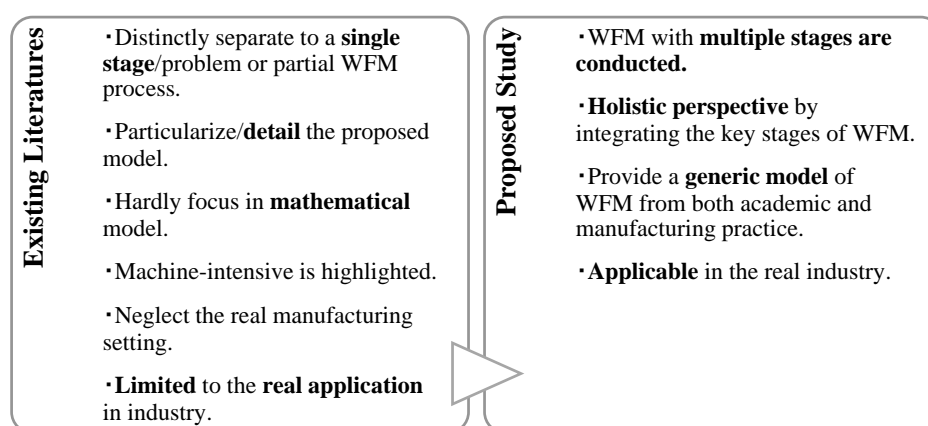 Existing Literatures
・Distinctly separate to a single
stage/problem or partial WFM
process.
・Particularize/detail the proposed
model.
・Hardly focus in mathematical
model.
・Machine-intensive is highlighted.
・Neglect the real manufacturing
setting.
・Limited to the real application
in industry.
Proposed Study
・WFM with multiple stages are
conducted.
・Holistic perspective by
integrating the key stages of WFM.
・Provide a generic model of
WFM from both academic and
manufacturing practice.
・Applicable in the real industry.